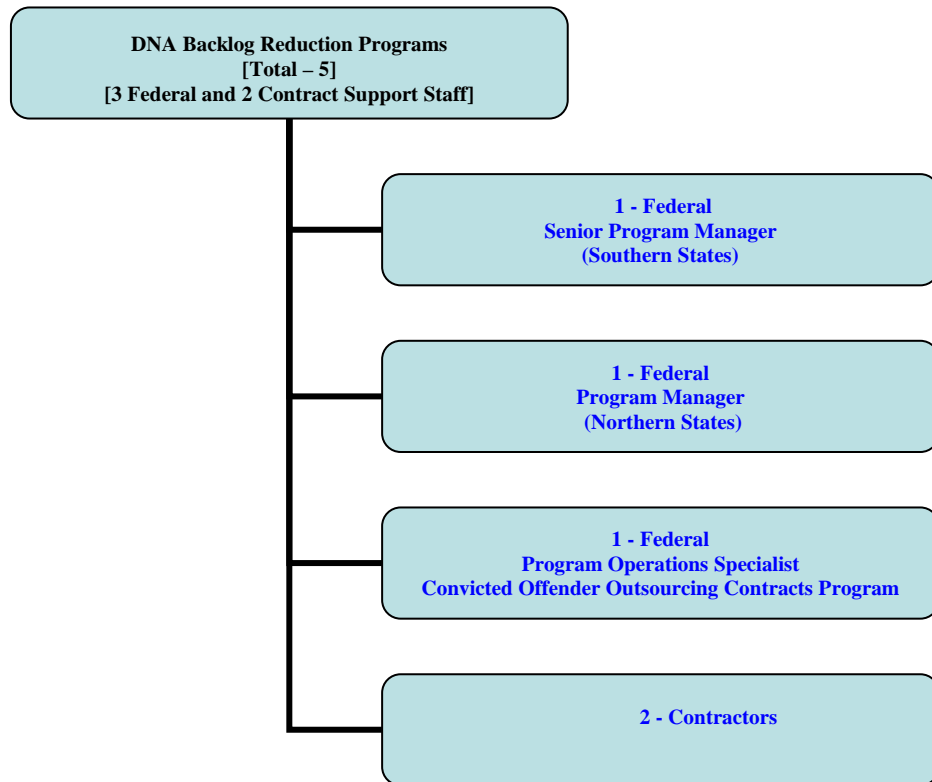 DNA Backlog Reduction Programs
[Total – 5]
[3 Federal and 2 Contract Support Staff]
1 - Federal
Senior Program Manager
(Southern States)
1 - Federal
Program Manager
(Northern States)
1 - Federal
Program Operations Specialist
Convicted Offender Outsourcing Contracts Program
2 - Contractors